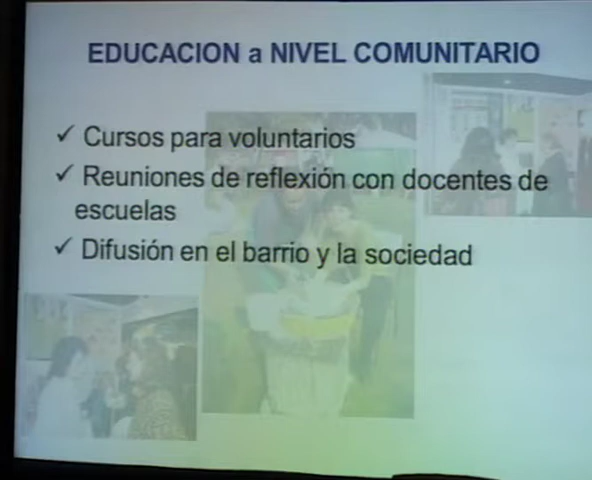 EDUCACION a NIVEL COMUNITARIO
✓ Cursos para voluntarios
✓ Reuniones de reflexión con docentes de
escuelas
✓ Difusión en el barrio y la sociedad